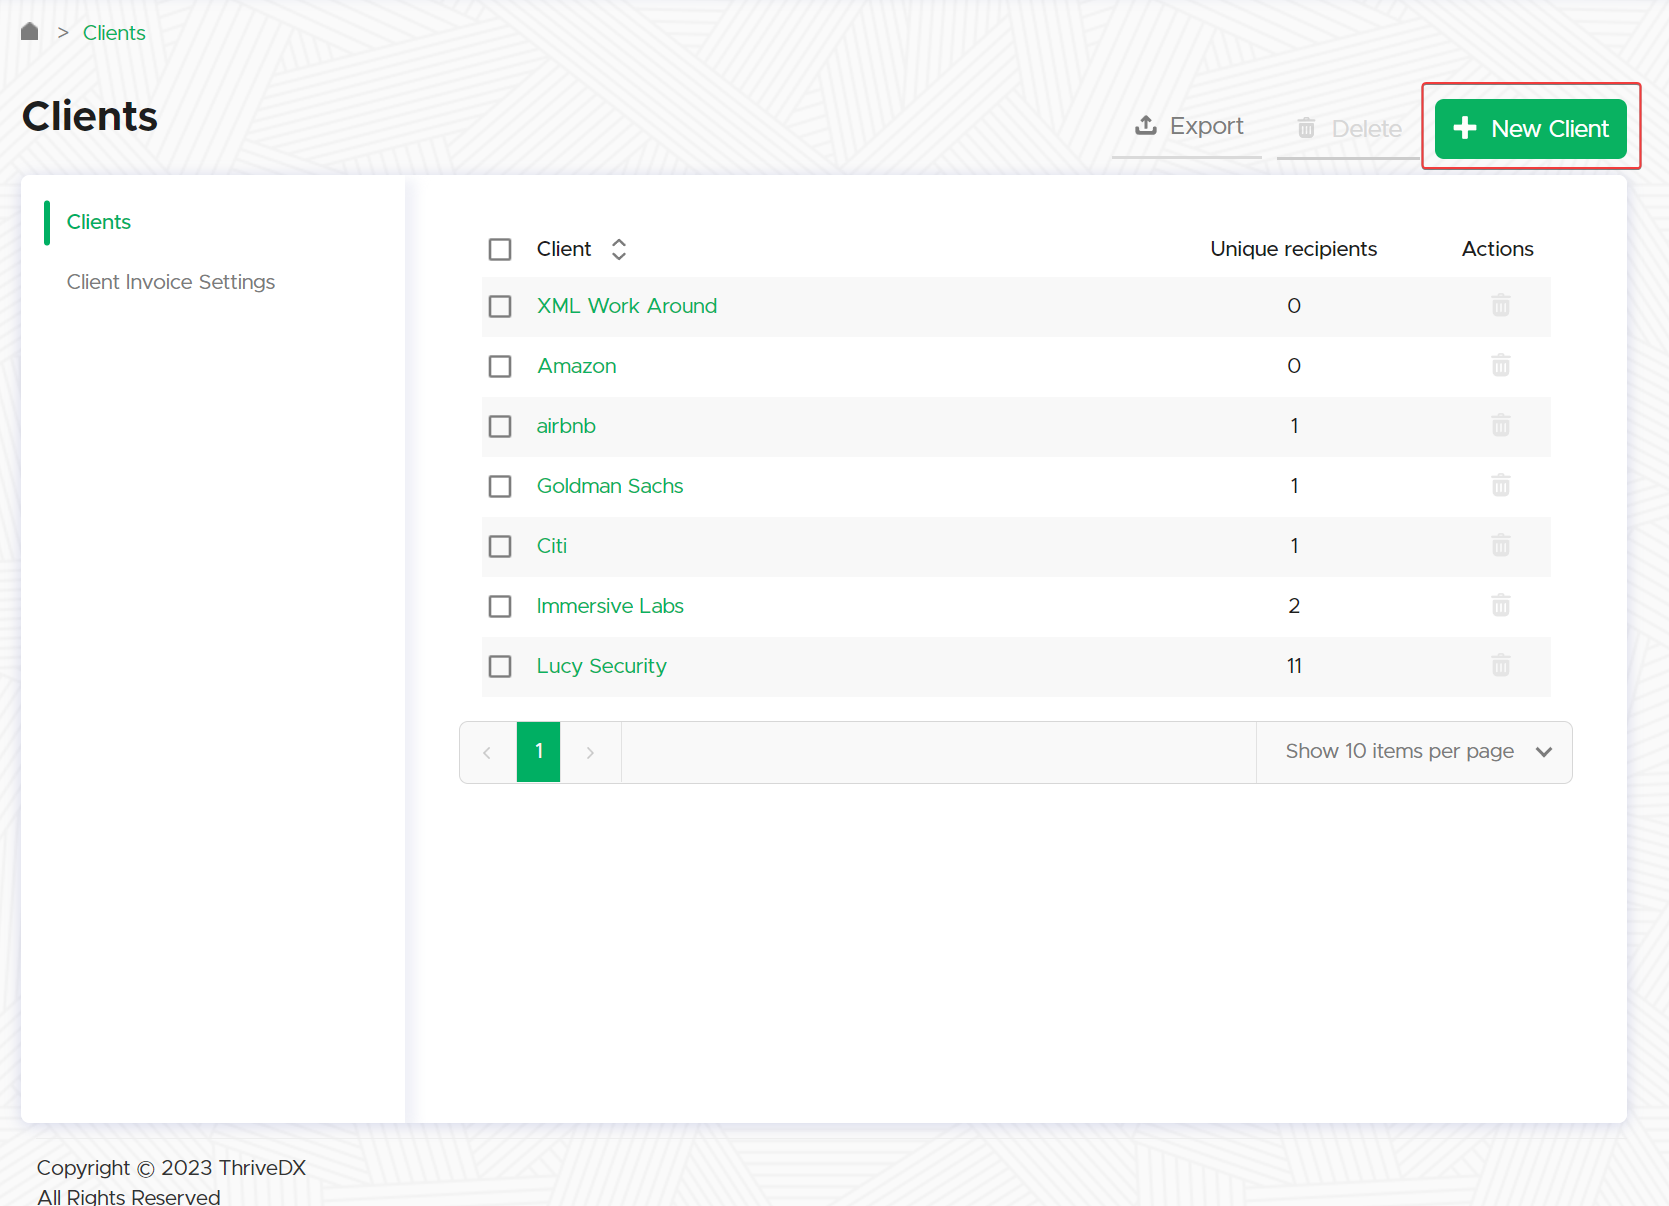 > Clients
Clients
Export
Delete
New Client
Clients
Client Invoice Settings
Client Unique recipients Actions
XML Work Around 0
Amazon 0
airbnb 1
Goldman Sachs 1
Citi 1
Immersive Labs 2
Lucy Security 11
< 1 > Show 10 items per page
Copyright © 2023 ThriveDX
All Rights Reserved